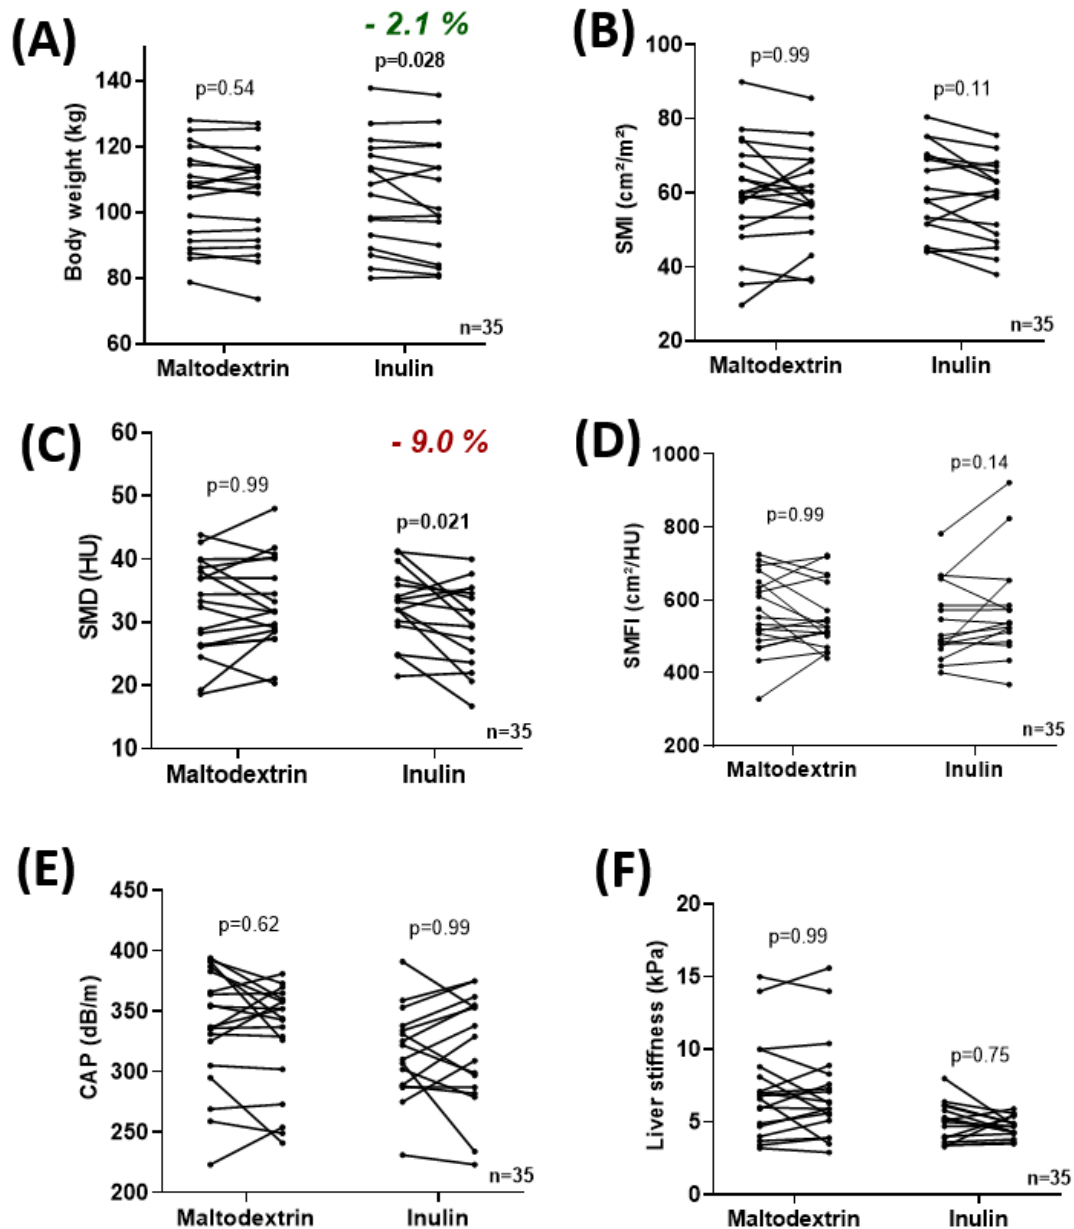 (A)
- 2.1 %
p=0.54
p=0.028
Body weight (kg)
140
120
100
80
60
n=35
Maltodextrin
Inulin
(B)
p=0.99
p=0.11
SMI (cm²/m²)
100
80
60
40
20
n=35
Maltodextrin
Inulin
(C)
- 9.0 %
p=0.99
p=0.021
SMD (HU)
60
50
40
30
20
10
n=35
Maltodextrin
Inulin
(D)
p=0.99
p=0.14
SMFI (cm²/HU)
1000
800
600
400
200
n=35
Maltodextrin
Inulin
(E)
p=0.62
p=0.99
CAP (dB/m)
450
400
350
300
250
200
n=35
Maltodextrin
Inulin
(F)
p=0.99
p=0.75
Liver stiffness (kPa)
20
15
10
5
0
n=35
Maltodextrin
Inulin